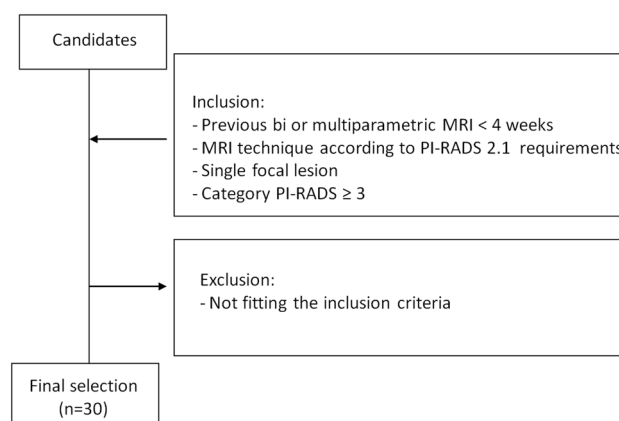 Candidates
Inclusion:
- Previous bi or multiparametric MRI < 4 weeks
- MRI technique according to PI-RADS 2.1 requirements
- Single focal lesion
- Category PI-RADS ≥ 3
Exclusion:
- Not fitting the inclusion criteria
Final selection
(n=30)